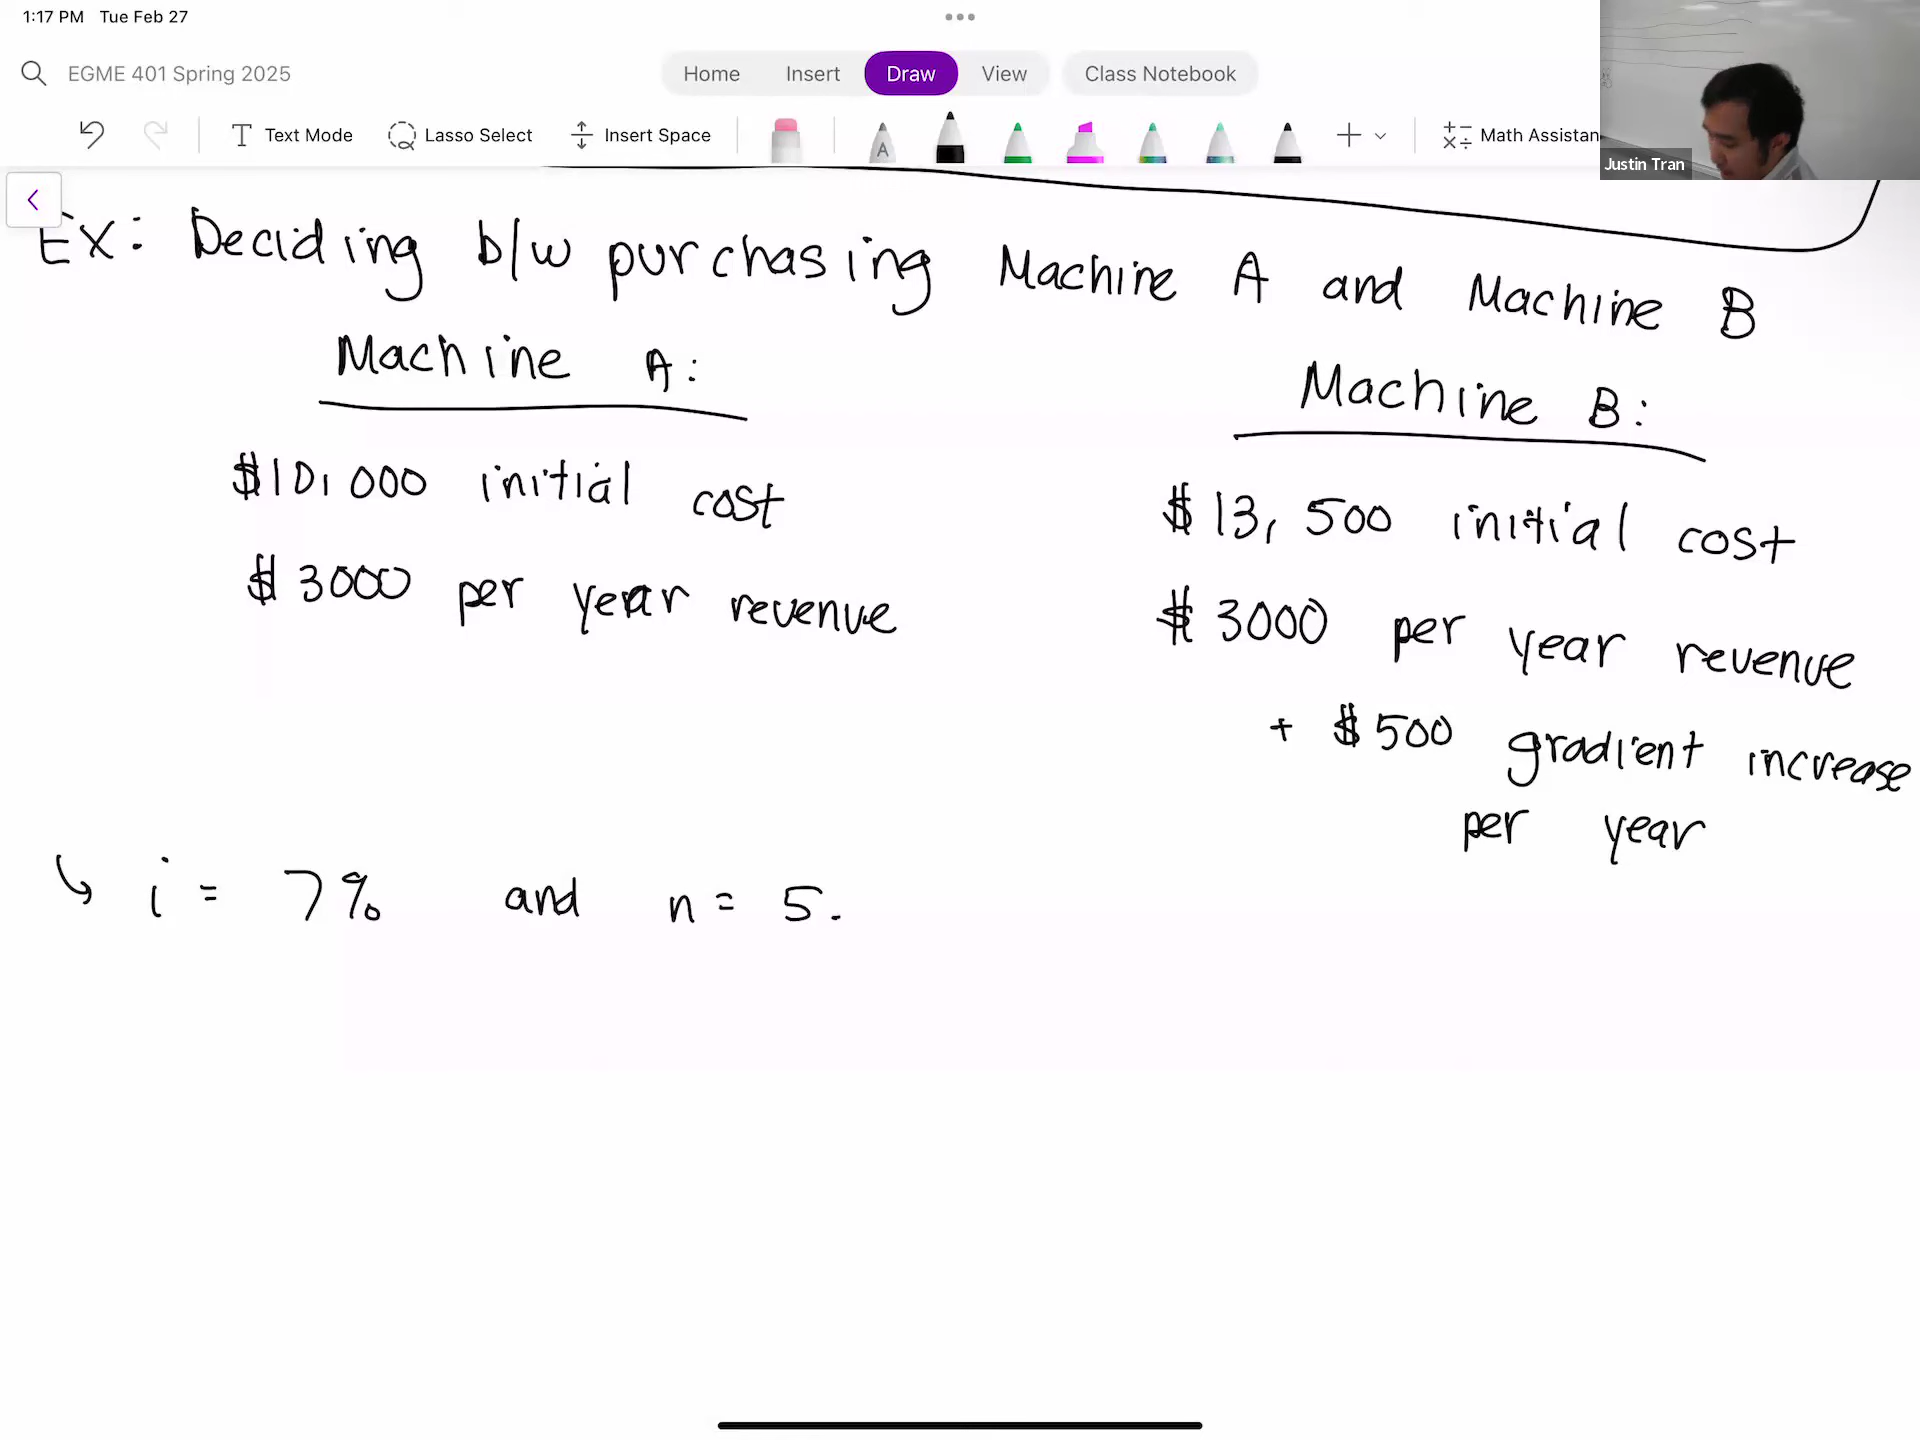 1:17 PM Tue Feb 27
EGME 401 Spring 2025
Home Insert Draw View Class Notebook
Text Mode Lasso Select Insert Space Math Assistan
A
Justin Tran
Ex: Deciding b/w purchasing Machine A and Machine B
Machine A:
$10,000 initial cost
$3000 per year revenue
Machine B:
$13,500 initial cost
$3000 per year revenue
+ $500 gradient increase
per year
i = 7% and n = 5.